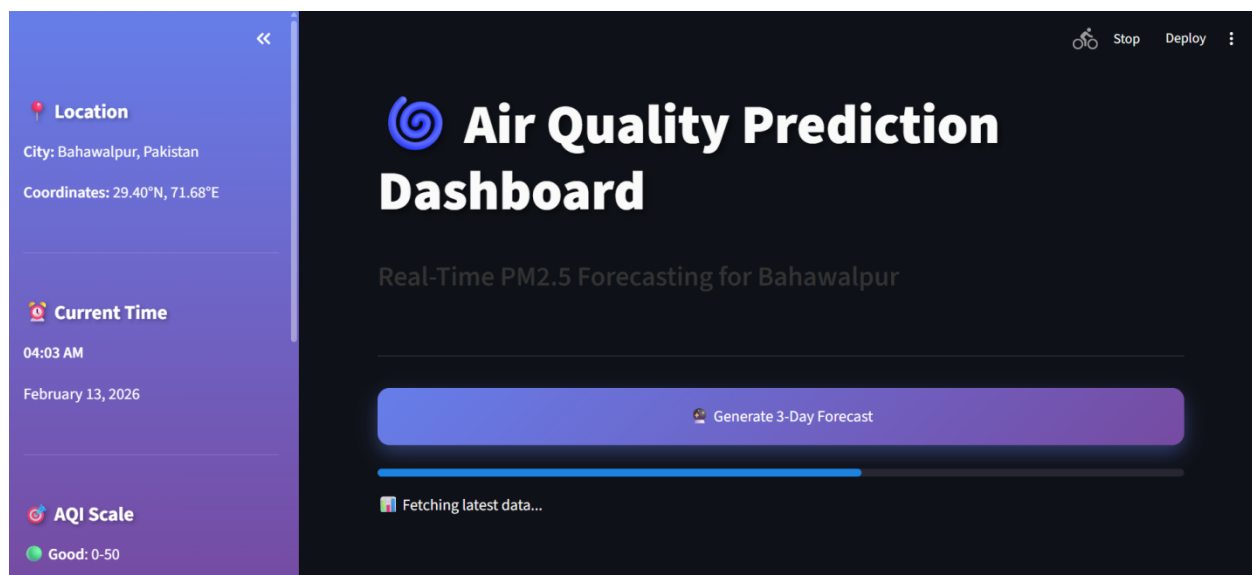 Location
City: Bahawalpur, Pakistan
Coordinates: 29.40°N, 71.68°E
Current Time
04:03 AM
February 13, 2026
AQI Scale
Good: 0-50
Stop Deploy
Air Quality Prediction
Dashboard
Real-Time PM2.5 Forecasting for Bahawalpur
Generate 3-Day Forecast
Fetching latest data...